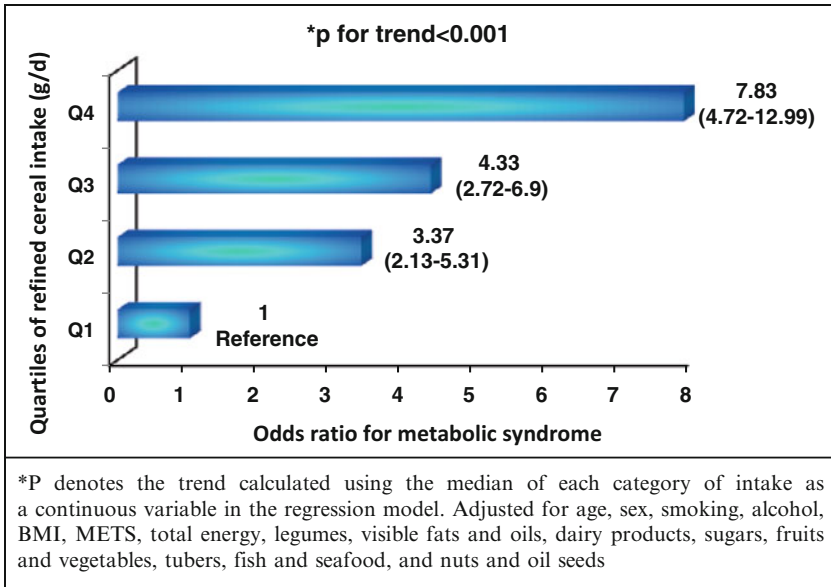 *p for trend<0.001
Quartiles of refined cereal intake (g/d)
Q4
7.83
(4.72-12.99)
Q3
4.33
(2.72-6.9)
Q2
3.37
(2.13-5.31)
Q1
1
Reference
0 1 2 3 4 5 6 7 8
Odds ratio for metabolic syndrome
*P denotes the trend calculated using the median of each category of intake as
a continuous variable in the regression model. Adjusted for age, sex, smoking, alcohol,
BMI, METS, total energy, legumes, visible fats and oils, dairy products, sugars, fruits
and vegetables, tubers, fish and seafood, and nuts and oil seeds